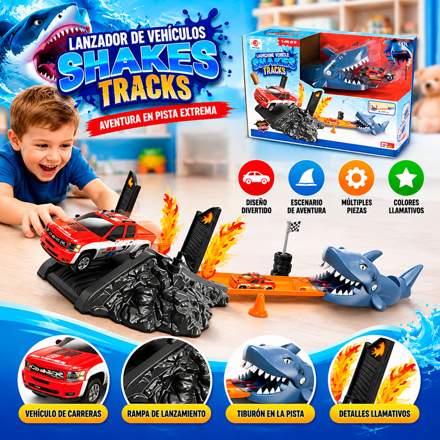 LANZADOR DE VEHÍCULOS
SHAKES
TRACKS
AVENTURA EN PISTA EXTREMA
TRACKS
DISEÑO
DIVERTIDO
ESCENARIO
DE AVENTURA
MÚLTIPLES
PIEZAS
COLORES
LLAMATIVOS
VEHÍCULO DE CARRERAS
RAMPA DE LANZAMIENTO
TIBURÓN EN LA PISTA
DETALLES LLAMATIVOS